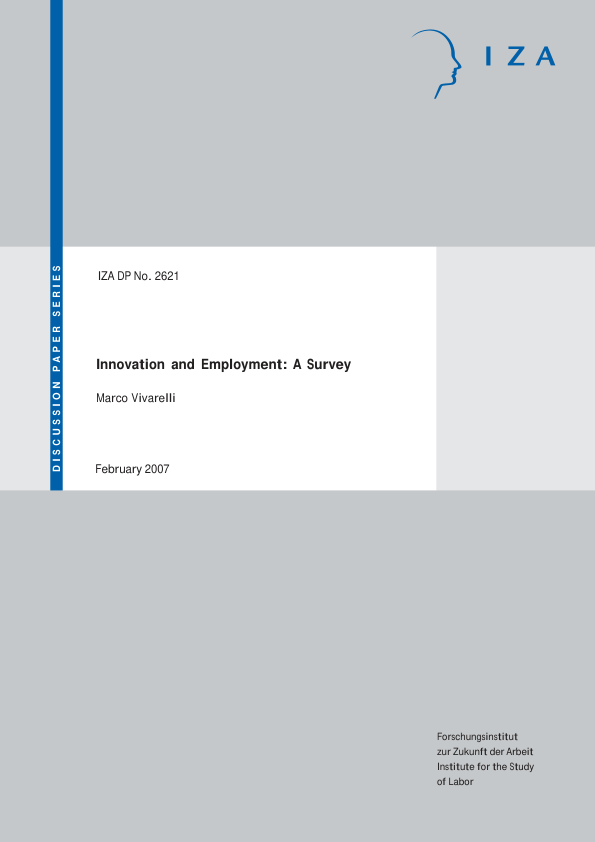 IZA
DISCUSSION PAPER SERIES
IZA DP No. 2621
Innovation and Employment: A Survey
Marco Vivarelli
February 2007
Forschungsinstitut
zur Zukunft der Arbeit
Institute for the Study
of Labor